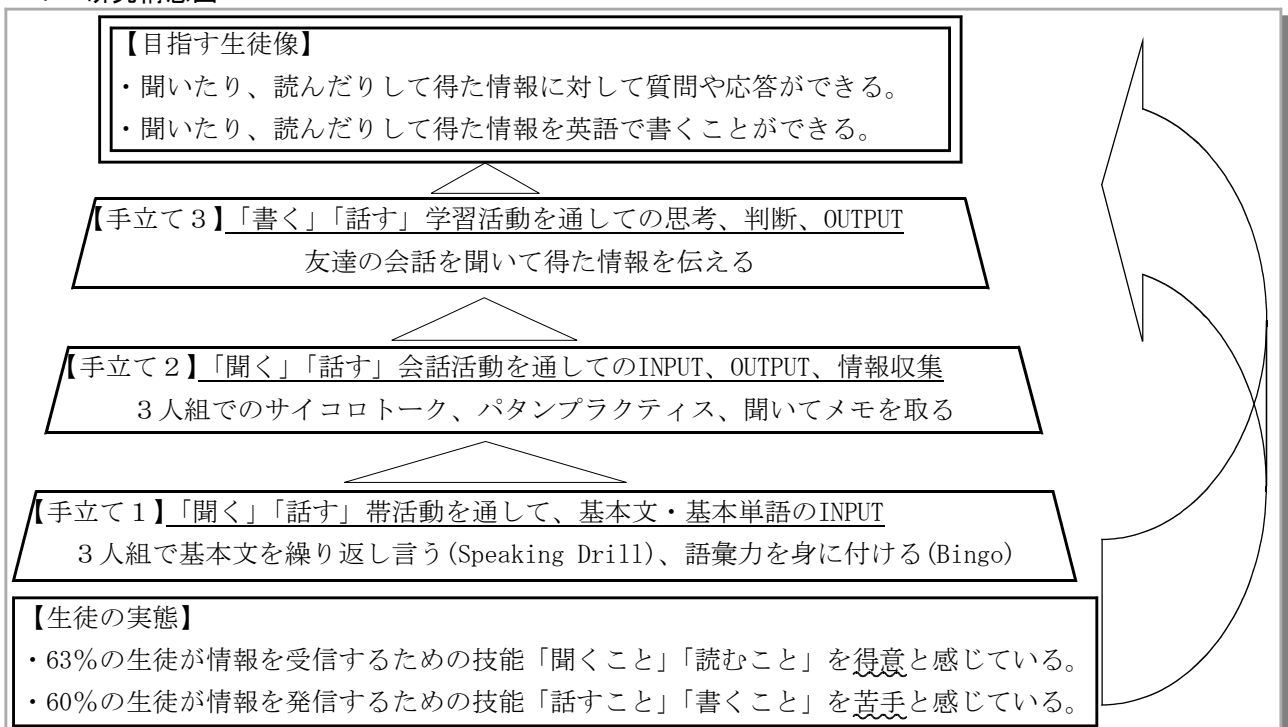 【目指す生徒像】
・聞いたり、読んだりして得た情報に対して質問や応答ができる。
・聞いたり、読んだりして得た情報を英語で書くことができる。
【手立て３】「書く」「話す」学習活動を通しての思考、判断、OUTPUT
友達の会話を聞いて得た情報を伝える
【手立て２】「聞く」「話す」会話活動を通してのINPUT、OUTPUT、情報収集
３人組でのサイコロトーク、パタンプラクティス、聞いてメモを取る
【手立て１】「聞く」「話す」帯活動を通して、基本文・基本単語のINPUT
３人組で基本文を繰り返し言う(Speaking Drill)、語彙力を身に付ける(Bingo)
【生徒の実態】
・63％の生徒が情報を受信するための技能「聞くこと」「読むこと」を得意と感じている。
・60％の生徒が情報を発信するための技能「話すこと」「書くこと」を苦手と感じている。